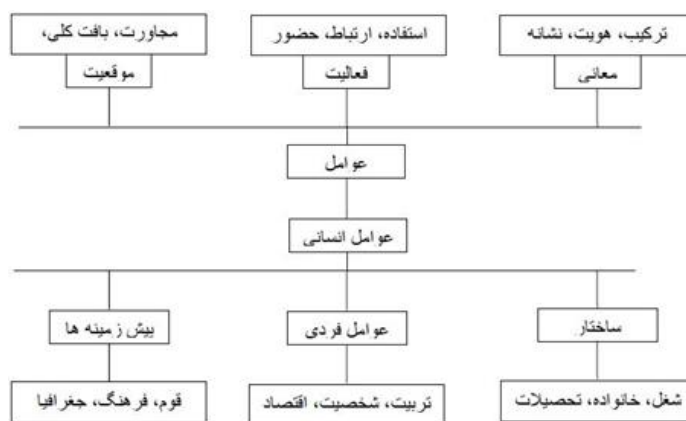 ترکیب، هویت، نشانه
استفاده، ارتباط، حضور
مجاورت، بافت کلی،
معانی
فعالیت
موقعیت
عوامل
عوامل انسانی
ساختار
عوامل فردی
پیش زمینه ها
شغل، خانواده، تحصیلات
تربیت، شخصیت، اقتصاد
قوم، فرهنگ، جغرافیا